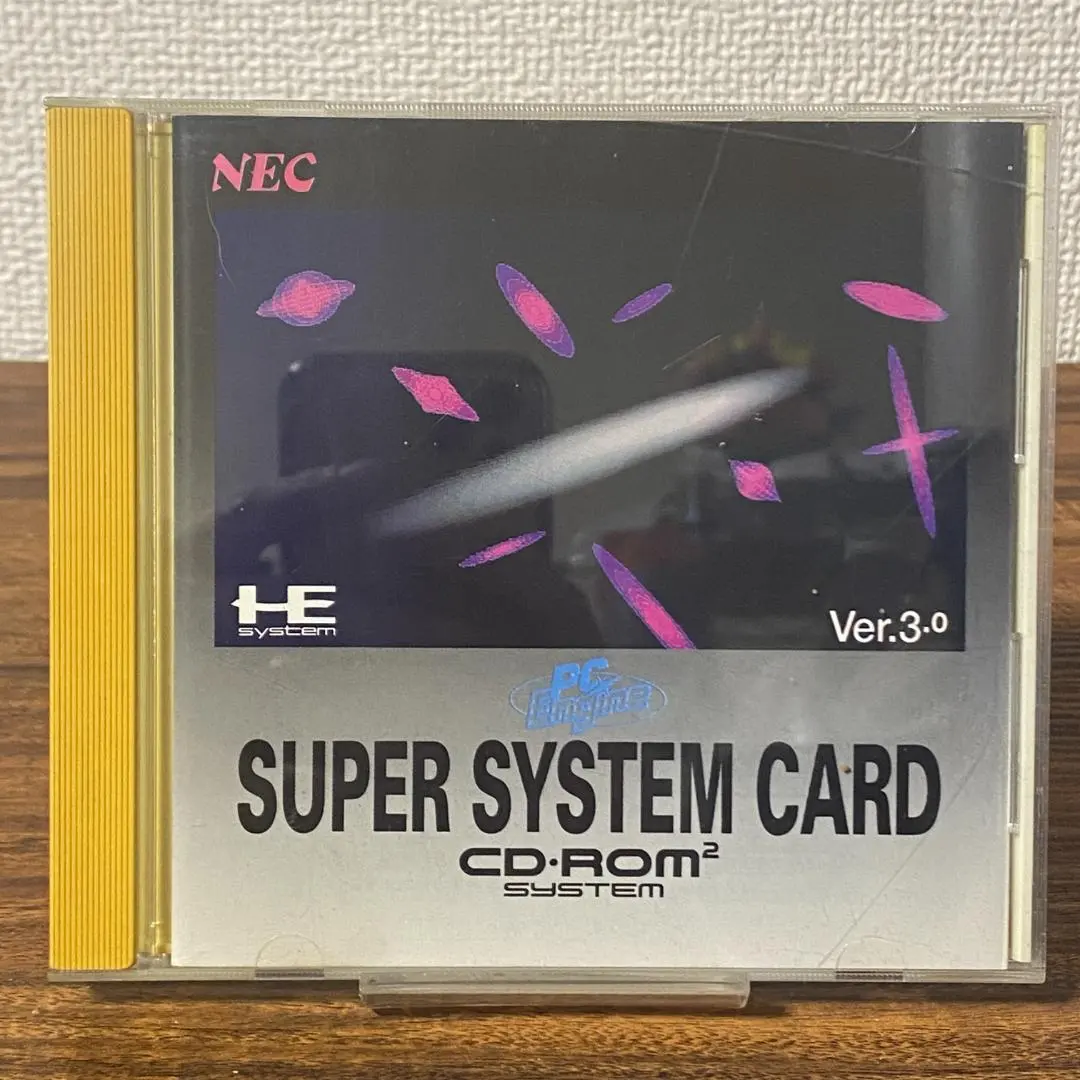 NEC
HE
system
Ver.3.0
PC
Engine
SUPER SYSTEM CARD
CD•ROM²
SYSTEM